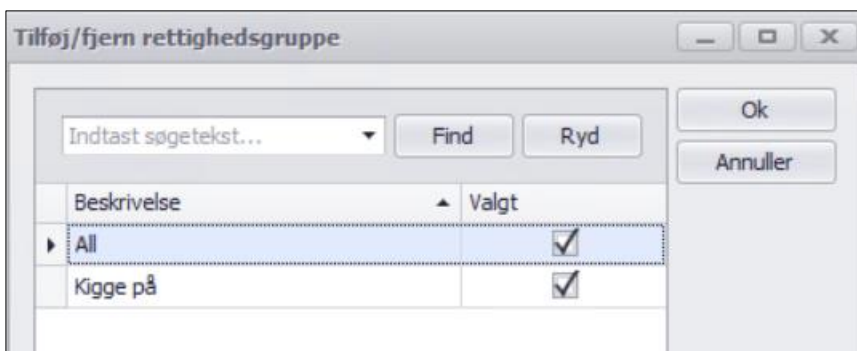 Tilføj/fjern rettighedsgruppe
Ok
Indtast søgetekst... Find Ryd
Annuller
Beskrivelse Valgt
All
Kigge på